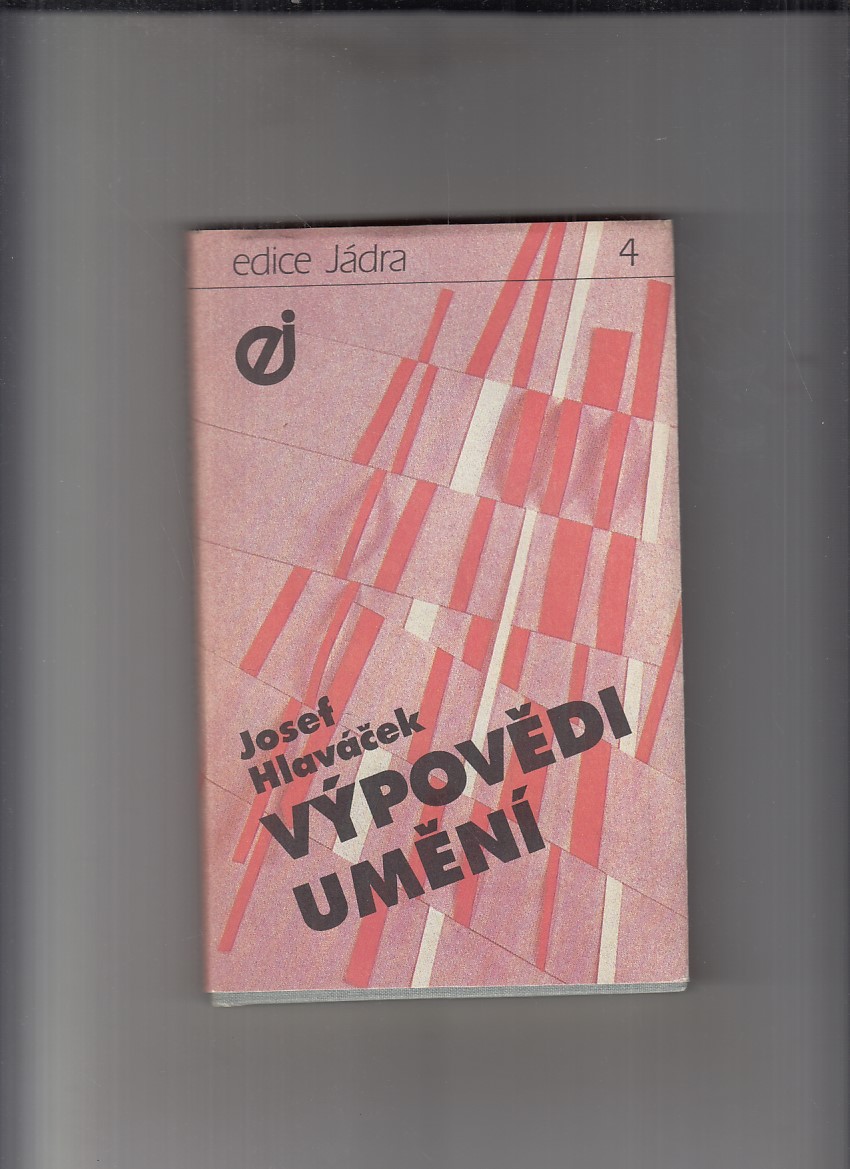 edice Jádra 4
ej
Josef
Hlaváček
VÝPOVĚDI
UMĚNÍ